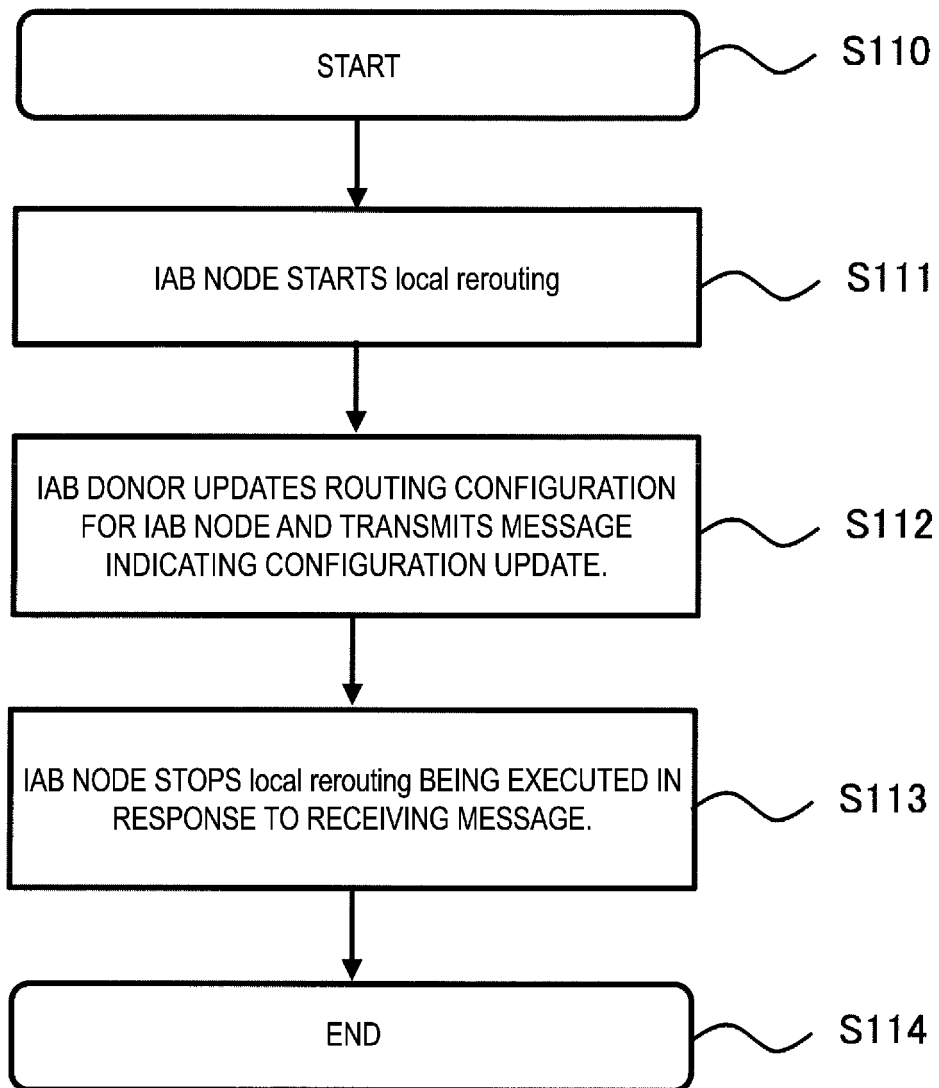 START
S110
IAB NODE STARTS local rerouting
S111
IAB DONOR UPDATES ROUTING CONFIGURATION
FOR IAB NODE AND TRANSMITS MESSAGE
INDICATING CONFIGURATION UPDATE.
S112
IAB NODE STOPS local rerouting BEING EXECUTED IN
RESPONSE TO RECEIVING MESSAGE.
S113
END
S114